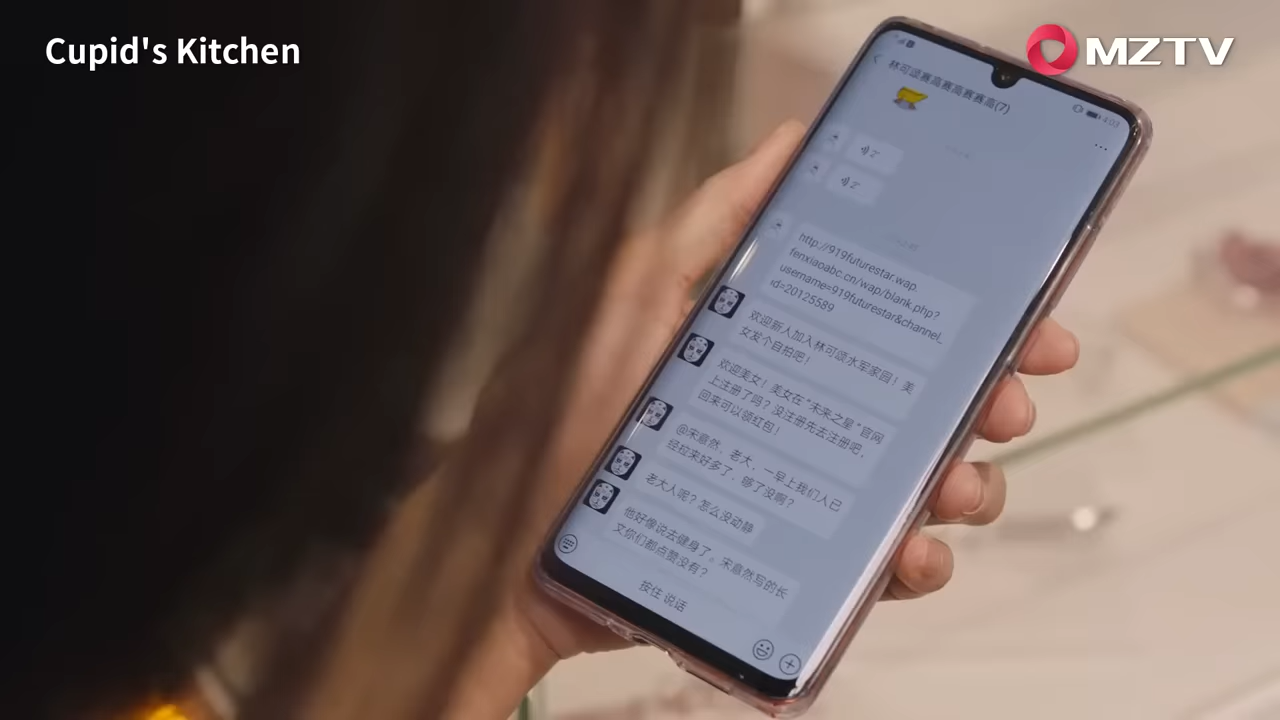 Cupid's Kitchen
MZTV
林可颂赛高赛高赛赛高(7)
4:03
2"
2"
http://919futurestar.wap.
fenxiaoabc.cn/wap/blank.php?
username=919futurestar&channel_
id=20125589
欢迎新人加入林可颂水军家园！美
女发个自拍吧！
欢迎美女！美女在“未来之星”官网
上注册了吗？没注册先去注册吧，
回来可以领红包！
@宋意然，老大，一早上我们人已
经拉来好多了，够了没啊？
老大人呢？怎么没动静
他好像说去健身了。宋意然写的长
文你们都点赞没有？
按住 说话